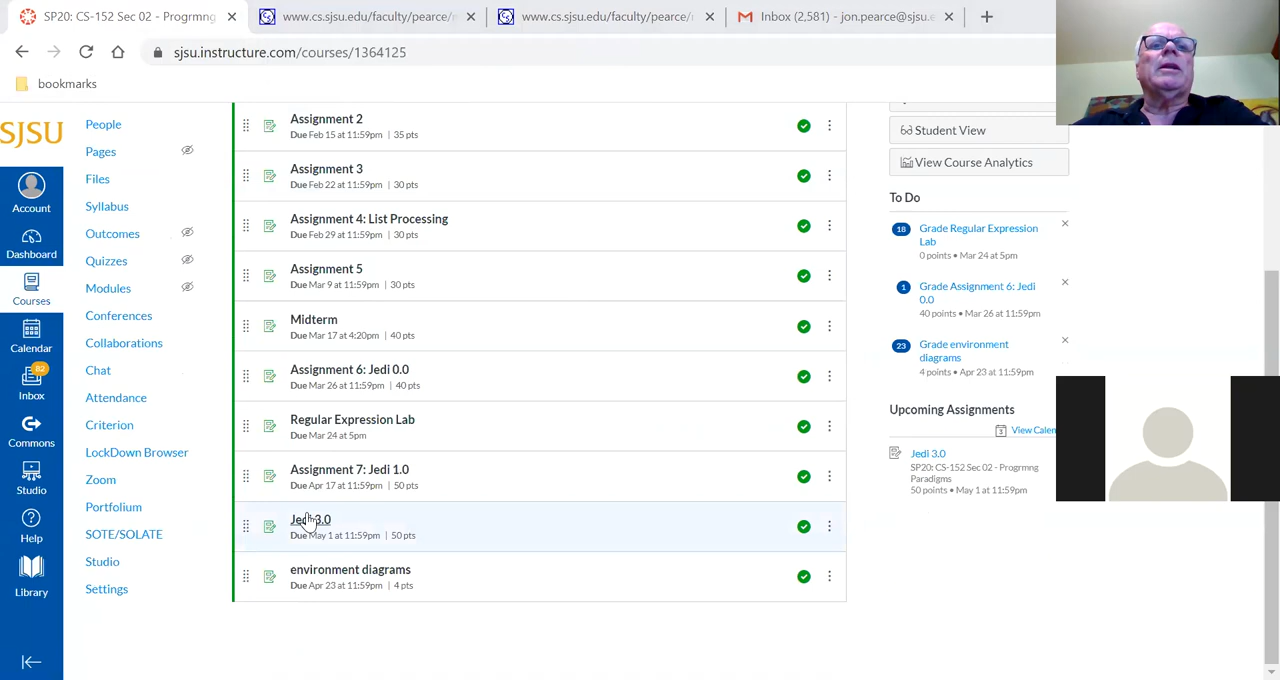 SP20: CS-152 Sec 02 - Progrmng
www.cs.sjsu.edu/faculty/pearce/
www.cs.sjsu.edu/faculty/pearce/
Inbox (2,581) - jon.pearce@sjsu.
sjsu.instructure.com/courses/1364125
bookmarks
SJSU
Account
Dashboard
Courses
Calendar
82
Inbox
Commons
Studio
Help
Library
People
Pages
Files
Syllabus
Outcomes
Quizzes
Modules
Conferences
Collaborations
Chat
Attendance
Criterion
LockDown Browser
Zoom
Portfolium
SOTE/SOLATE
Studio
Settings
Assignment 2
Due Feb 15 at 11:59pm | 35 pts
Assignment 3
Due Feb 22 at 11:59pm | 30 pts
Assignment 4: List Processing
Due Feb 29 at 11:59pm | 30 pts
Assignment 5
Due Mar 9 at 11:59pm | 30 pts
Midterm
Due Mar 17 at 4:20pm | 40 pts
Assignment 6: Jedi 0.0
Due Mar 26 at 11:59pm | 40 pts
Regular Expression Lab
Due Mar 24 at 5pm
Assignment 7: Jedi 1.0
Due Apr 17 at 11:59pm | 50 pts
Jedi 3.0
Due May 1 at 11:59pm | 50 pts
environment diagrams
Due Apr 23 at 11:59pm | 4 pts
Student View
View Course Analytics
To Do
18
Grade Regular Expression
Lab
0 points • Mar 24 at 5pm
1
Grade Assignment 6: Jedi
0.0
40 points • Mar 26 at 11:59pm
23
Grade environment
diagrams
4 points • Apr 23 at 11:59pm
Upcoming Assignments
View Calen
Jedi 3.0
SP20: CS-152 Sec 02 - Progrmng
Paradigms
50 points • May 1 at 11:59pm